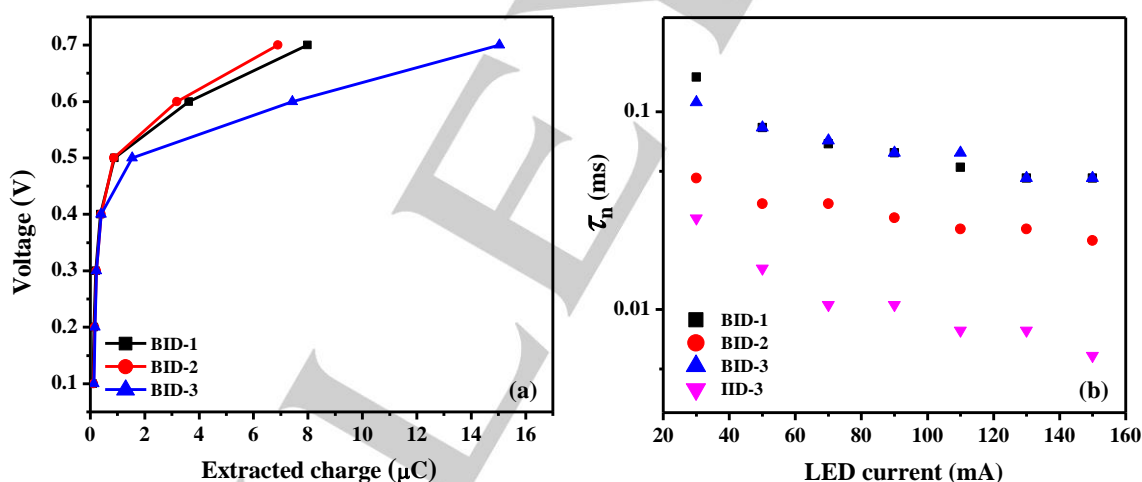 0.7
0.6
0.5
0.4
0.3
0.2
0.1
Voltage (V)
BID-1
BID-2
BID-3
(a)
0 2 4 6 8 10 12 14 16
Extracted charge (μC)
0.1
0.01
τn (ms)
BID-1
BID-2
BID-3
IID-3
(b)
20 40 60 80 100 120 140 160
LED current (mA)